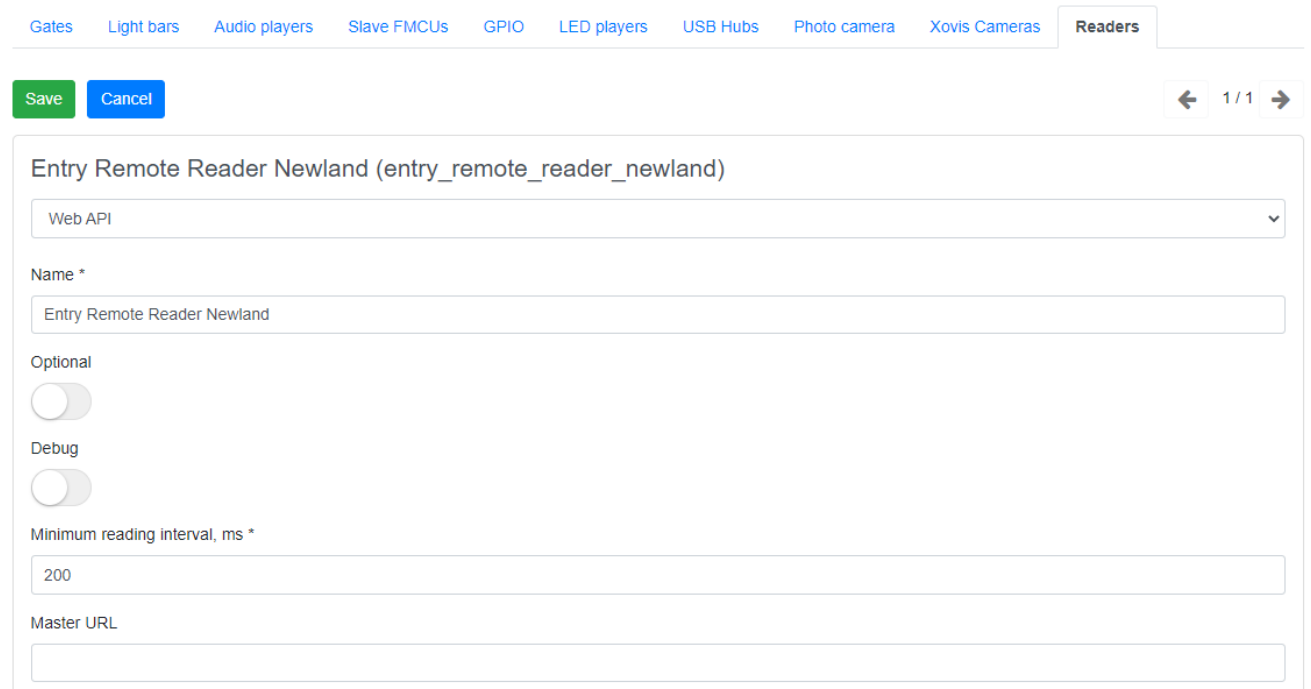 Gates Light bars Audio players Slave FMCUs GPIO LED players USB Hubs Photo camera Xovis Cameras Readers
Save Cancel 1 / 1
Entry Remote Reader Newland (entry_remote_reader_newland)
Web API
Name *
Entry Remote Reader Newland
Optional
Debug
Minimum reading interval, ms *
200
Master URL